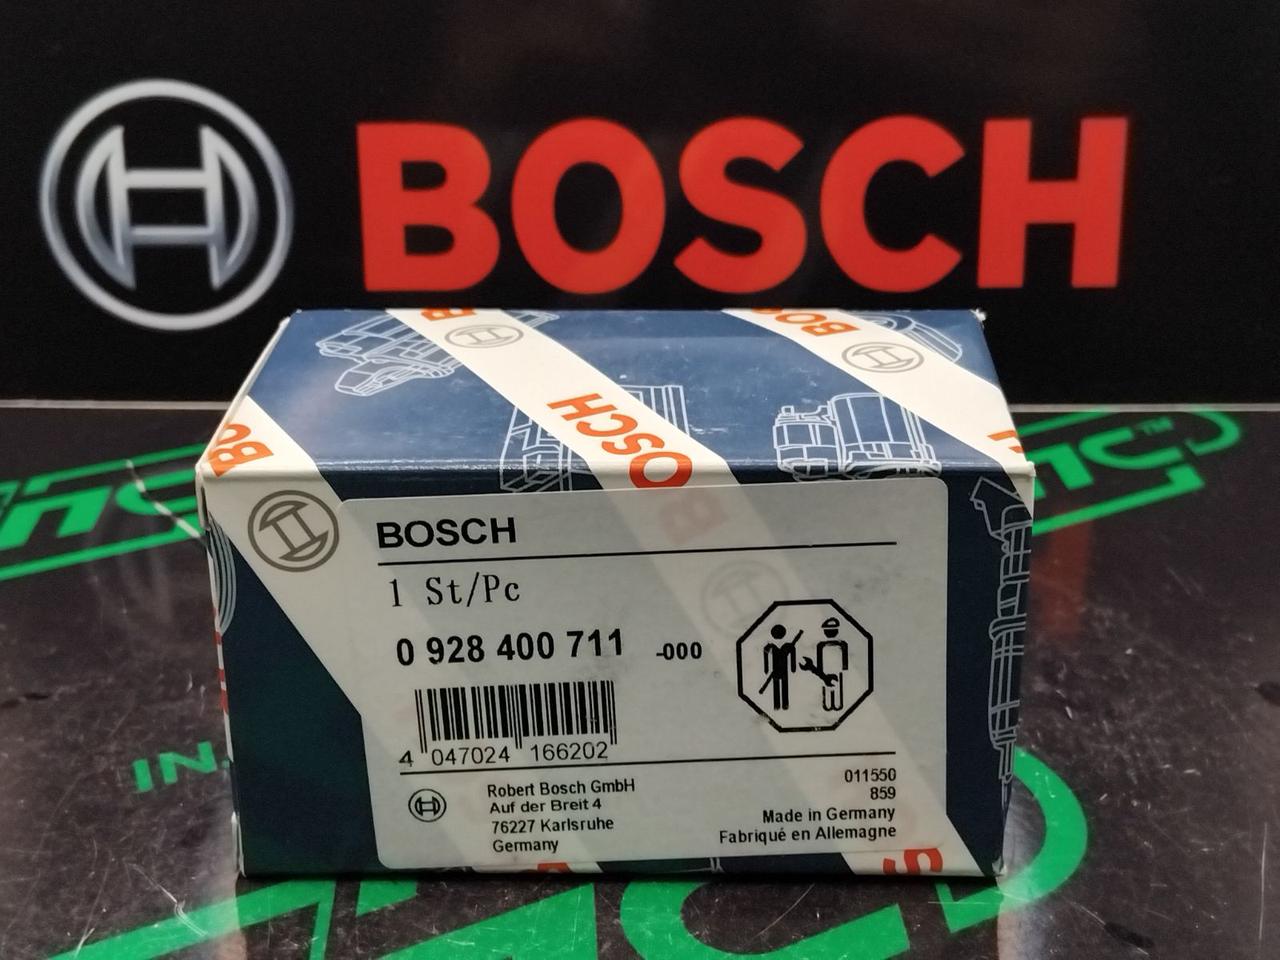 BOSCH
BOSCH
BOSCH
1 St/Pc
0 928 400 711 -000
4 047024 166202
Robert Bosch GmbH
Auf der Breit 4
76227 Karlsruhe
Germany
011550
859
Made in Germany
Fabriqué en Allemagne
IN.